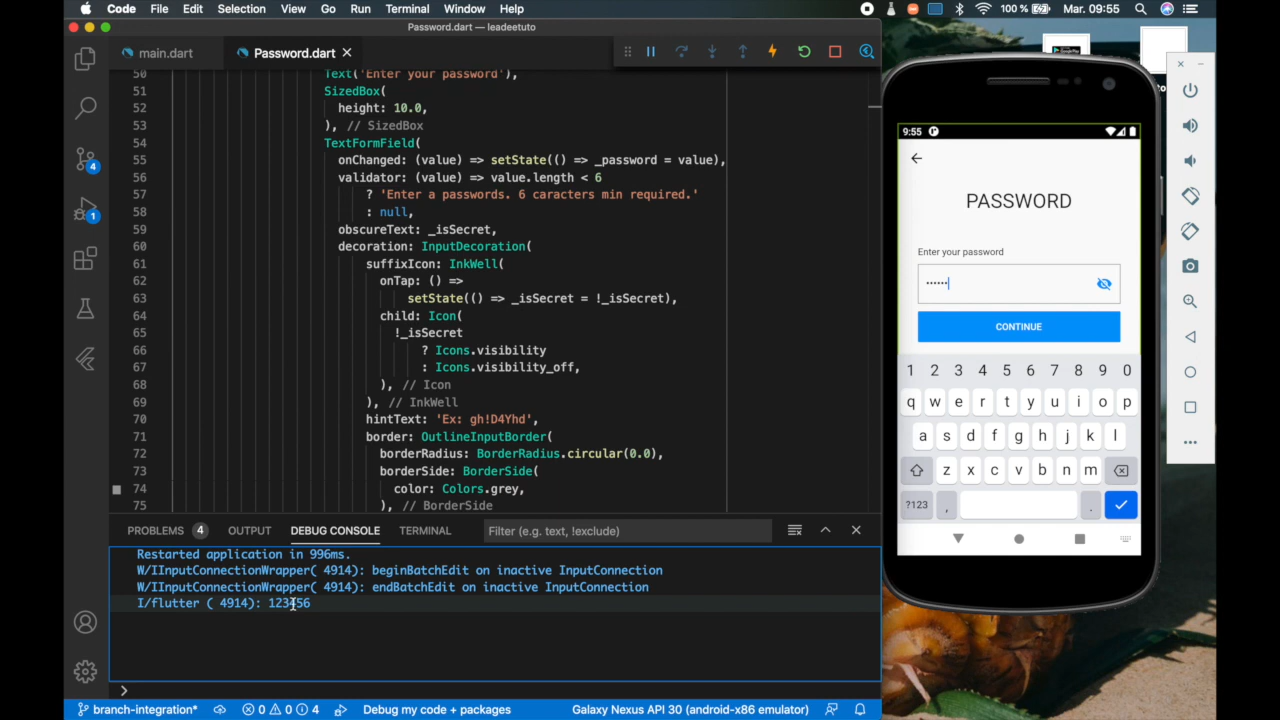 Code File Edit Selection View Go Run Terminal Window Help
100 % Mar. 09:55
Password.dart — leadeetuto
main.dart Password.dart
50 Text('Enter your password'),
51 SizedBox(
52 height: 10.0,
53 ), // SizedBox
54 TextFormField(
55 onChanged: (value) => setState(() => _password = value),
56 validator: (value) => value.length < 6
57 ? 'Enter a passwords. 6 caracters min required.'
58 : null,
59 obscureText: _isSecret,
60 decoration: InputDecoration(
61 suffixIcon: InkWell(
62 onTap: () =>
63 setState(() => _isSecret = !_isSecret),
64 child: Icon(
65 !_isSecret
66 ? Icons.visibility
67 : Icons.visibility_off,
68 ), // Icon
69 ), // InkWell
70 hintText: 'Ex: gh!D4Yhd',
71 border: OutlineInputBorder(
72 borderRadius: BorderRadius.circular(0.0),
73 borderSide: BorderSide(
74 color: Colors.grey,
75 ), // BorderSide
4
1
PROBLEMS 4 OUTPUT DEBUG CONSOLE TERMINAL Filter (e.g. text, !exclude)
Restarted application in 996ms.
W/IInputConnectionWrapper( 4914): beginBatchEdit on inactive InputConnection
W/IInputConnectionWrapper( 4914): endBatchEdit on inactive InputConnection
I/flutter ( 4914): 123456
branch-integration* 0 0 4 Debug my code + packages Galaxy Nexus API 30 (android-x86 emulator)
9:55
PASSWORD
Enter your password
••••••
CONTINUE
1 2 3 4 5 6 7 8 9 0
q w e r t y u i o p
a s d f g h j k l
z x c v b n m
?123 , .